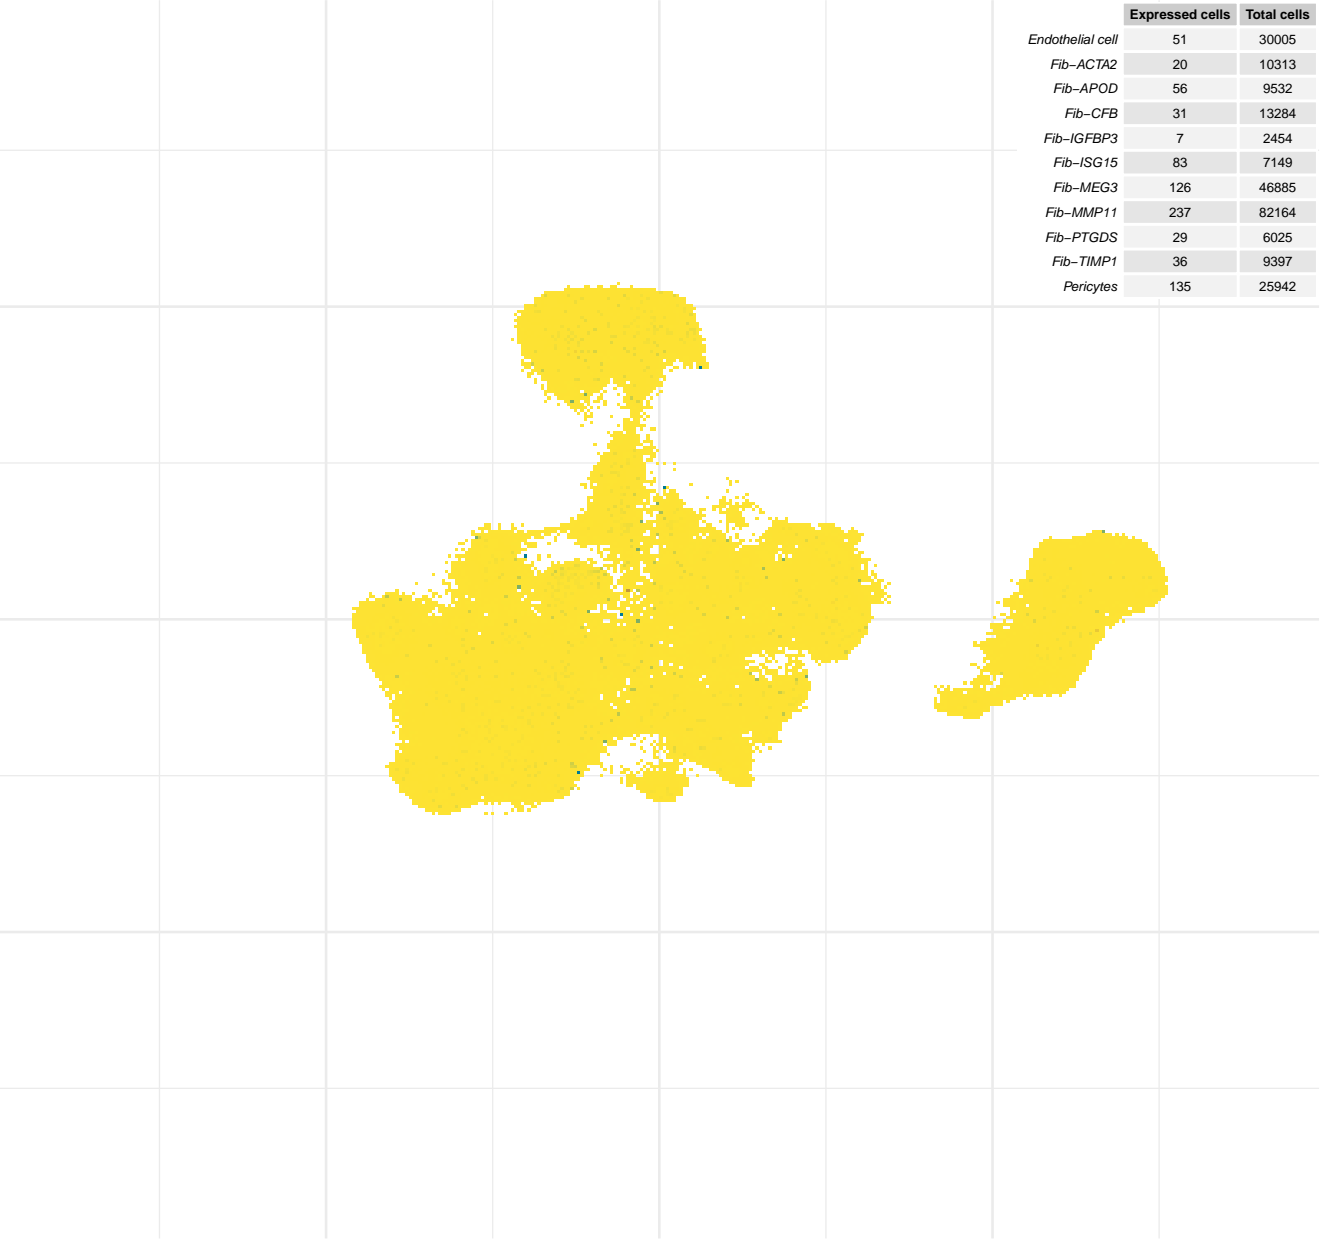 Expressed cells Total cells
Endothelial cell 51 30005
Fib−ACTA2 20 10313
Fib−APOD 56 9532
Fib−CFB 31 13284
Fib−IGFBP3 7 2454
Fib−ISG15 83 7149
Fib−MEG3 126 46885
Fib−MMP11 237 82164
Fib−PTGDS 29 6025
Fib−TIMP1 36 9397
Pericytes 135 25942